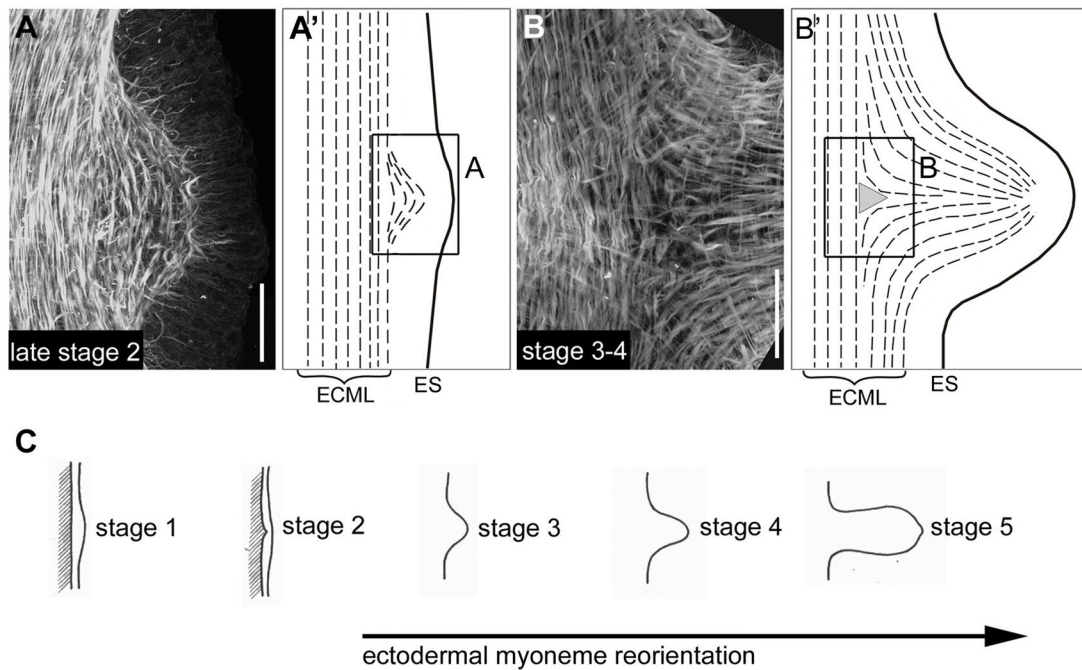 A
late stage 2
A’
A
ECML
ES
B
stage 3-4
B’
B
ECML
ES
C
stage 1
stage 2
stage 3
stage 4
stage 5
ectodermal myoneme reorientation